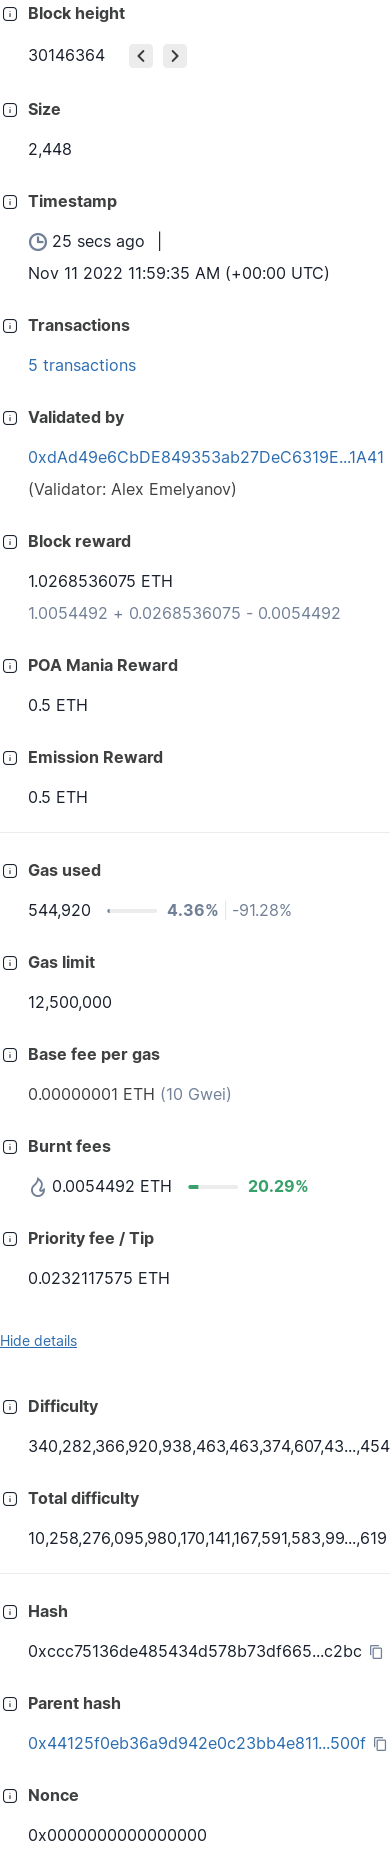 Block height
30146364
Size
2,448
Timestamp
25 secs ago |
Nov 11 2022 11:59:35 AM (+00:00 UTC)
Transactions
5 transactions
Validated by
0xdAd49e6CbDE849353ab27DeC6319E...1A41
(Validator: Alex Emelyanov)
Block reward
1.0268536075 ETH
1.0054492 + 0.0268536075 - 0.0054492
POA Mania Reward
0.5 ETH
Emission Reward
0.5 ETH
Gas used
544,920 4.36% -91.28%
Gas limit
12,500,000
Base fee per gas
0.00000001 ETH (10 Gwei)
Burnt fees
0.0054492 ETH 20.29%
Priority fee / Tip
0.0232117575 ETH
Hide details
Difficulty
340,282,366,920,938,463,463,374,607,43...,454
Total difficulty
10,258,276,095,980,170,141,167,591,583,99...,619
Hash
0xccc75136de485434d578b73df665...c2bc
Parent hash
0x44125f0eb36a9d942e0c23bb4e811...500f
Nonce
0x0000000000000000